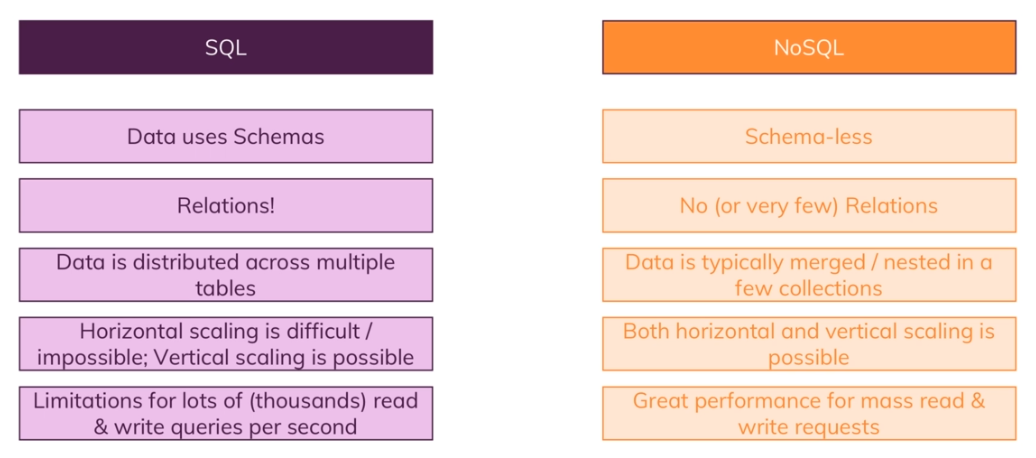 SQL
NoSQL
Data uses Schemas
Schema-less
Relations!
No (or very few) Relations
Data is distributed across multiple
tables
Data is typically merged / nested in a
few collections
Horizontal scaling is difficult /
impossible; Vertical scaling is possible
Both horizontal and vertical scaling is
possible
Limitations for lots of (thousands) read
& write queries per second
Great performance for mass read &
write requests